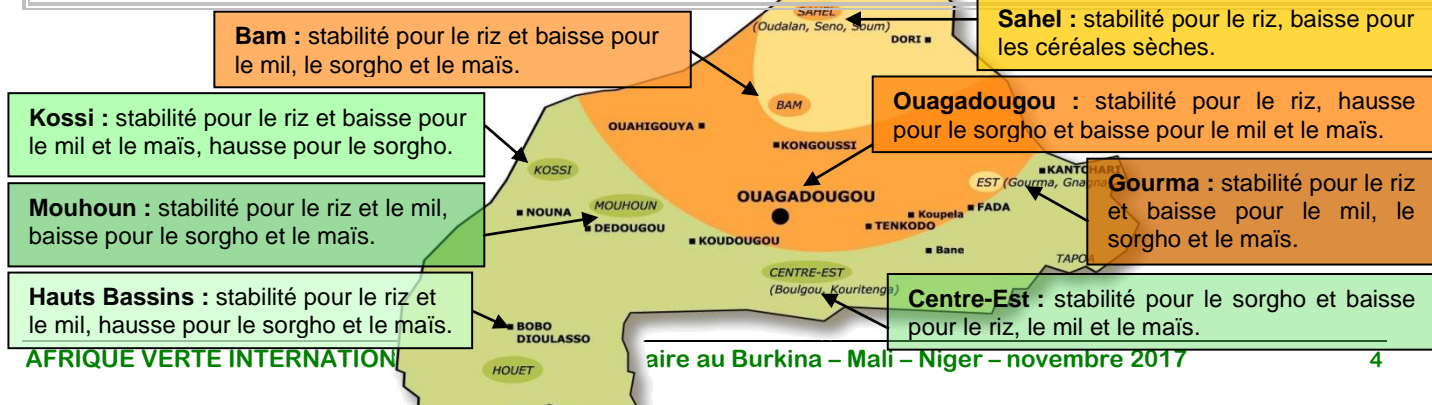 SAHEL
(Oudalan, Seno, Soum)
DORI
Sahel : stabilité pour le riz, baisse pour
les céréales sèches.
Bam : stabilité pour le riz et baisse pour
le mil, le sorgho et le maïs.
BAM
Ouagadougou : stabilité pour le riz, hausse
pour le sorgho et baisse pour le mil et le maïs.
Kossi : stabilité pour le riz et baisse pour
le mil et le maïs, hausse pour le sorgho.
OUAHIGOUYA
KONGOUSSI
KOSSI
KANTCHARI
EST (Gourma, Gnagna
Gourma : stabilité pour le riz
et baisse pour le mil, le
sorgho et le maïs.
Mouhoun : stabilité pour le riz et le mil,
baisse pour le sorgho et le maïs.
OUAGADOUGOU
NOUNA
MOUHOUN
DEDOUGOU
KOUDOUGOU
Koupela
FADA
TENKODO
Bane
TAPOA
CENTRE-EST
(Boulgou, Kouritenga)
Hauts Bassins : stabilité pour le riz et
le mil, hausse pour le sorgho et le maïs.
Centre-Est : stabilité pour le sorgho et baisse
pour le riz, le mil et le maïs.
BOBO
DIOULASSO
HOUET
AFRIQUE VERTE INTERNATION aire au Burkina – Mali – Niger – novembre 2017 4